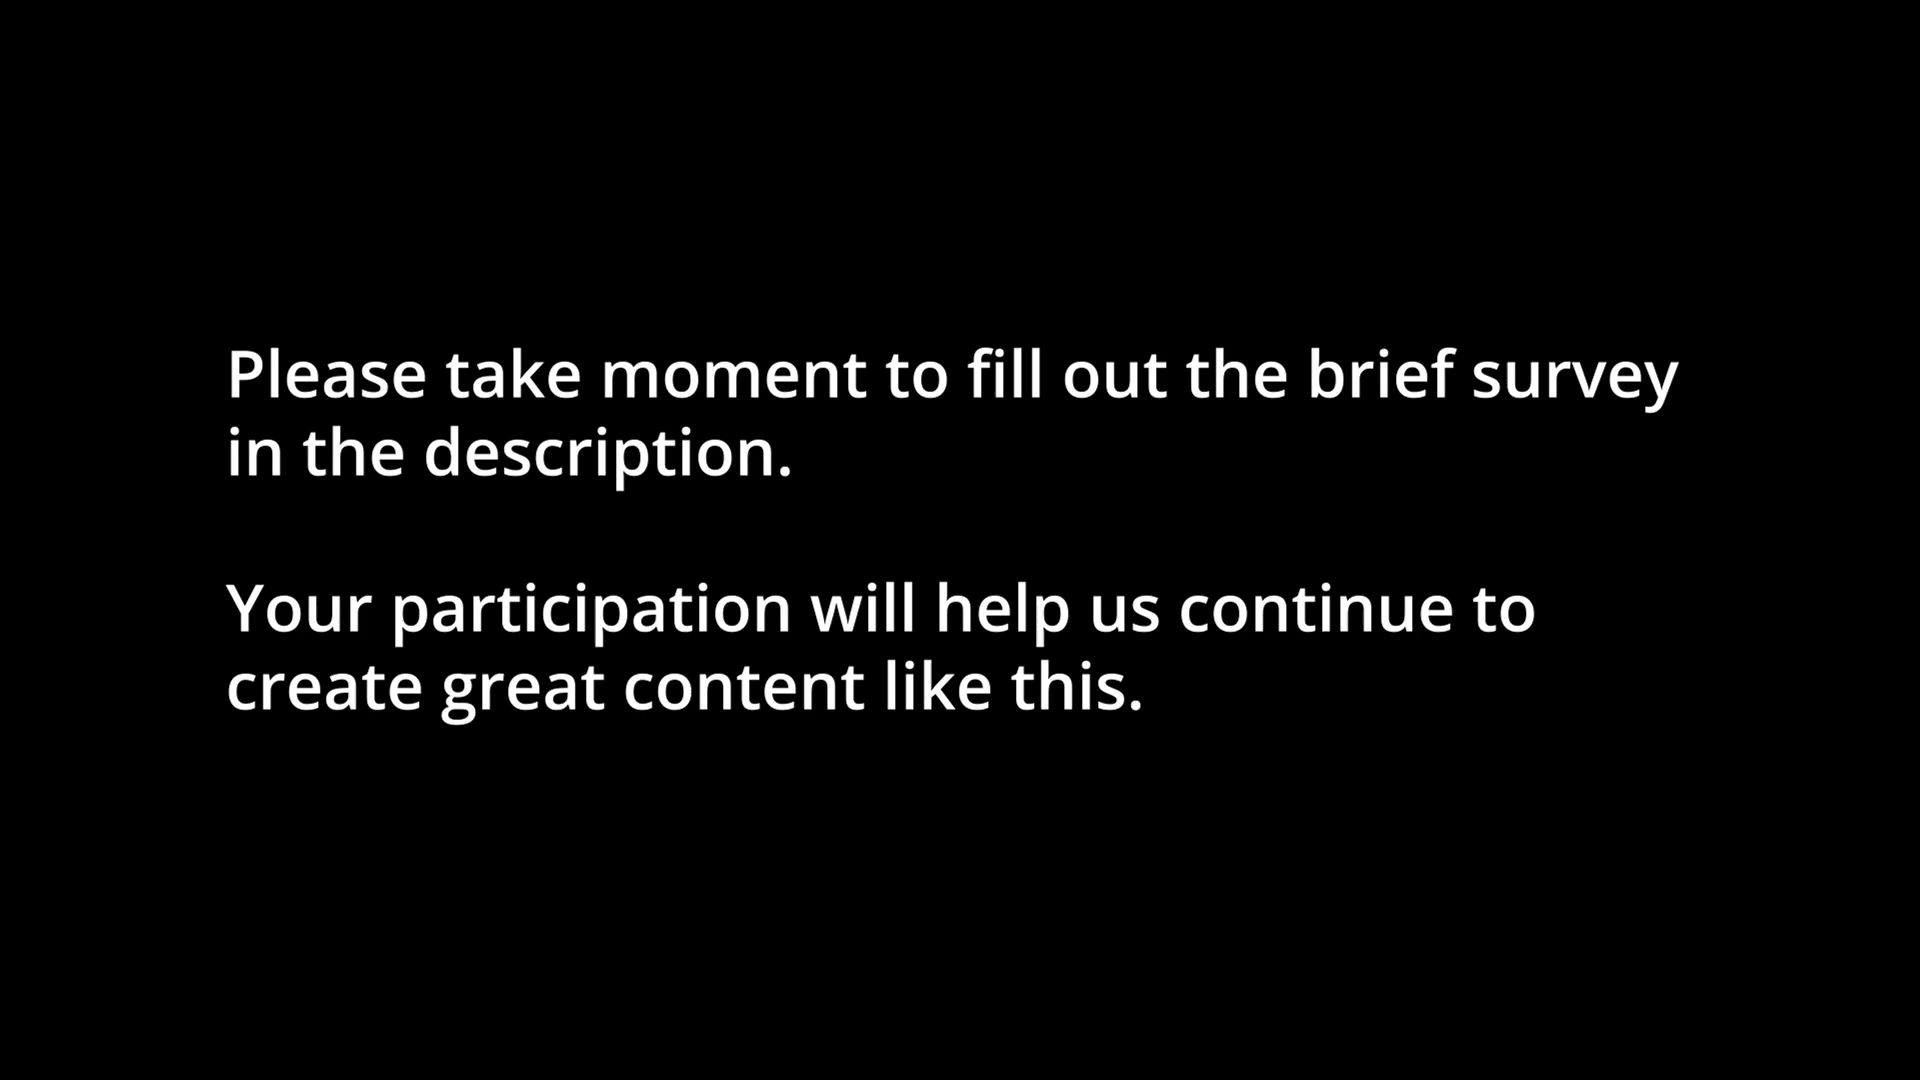 Please take moment to fill out the brief survey
in the description.
Your participation will help us continue to
create great content like this.